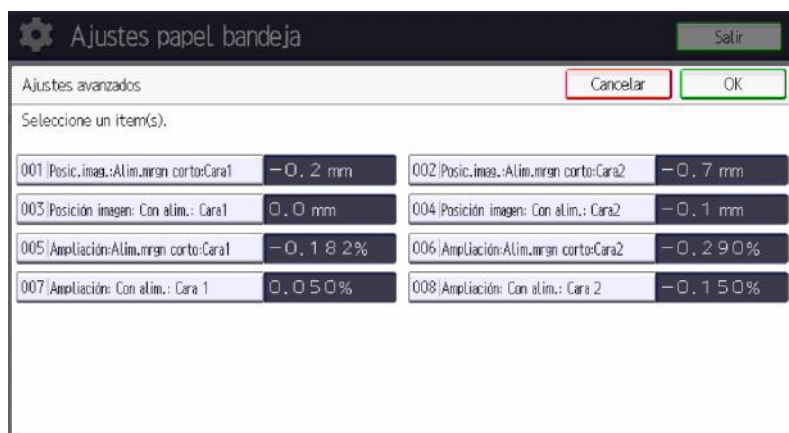 Ajustes papel bandeja
Salir
Ajustes avanzados
Cancelar
OK
Seleccione un item(s).
001 Posic.imag.:Alim.mrgn corto:Cara1 -0.2 mm
002 Posic.imag.:Alim.mrgn corto:Cara2 -0.7 mm
003 Posición imagen: Con alim.: Cara1 0.0 mm
004 Posición imagen: Con alim.: Cara2 -0.1 mm
005 Ampliación:Alim.mrgn corto:Cara1 -0.182%
006 Ampliación:Alim.mrgn corto:Cara2 -0.290%
007 Ampliación: Con alim.: Cara 1 0.050%
008 Ampliación: Con alim.: Cara 2 -0.150%